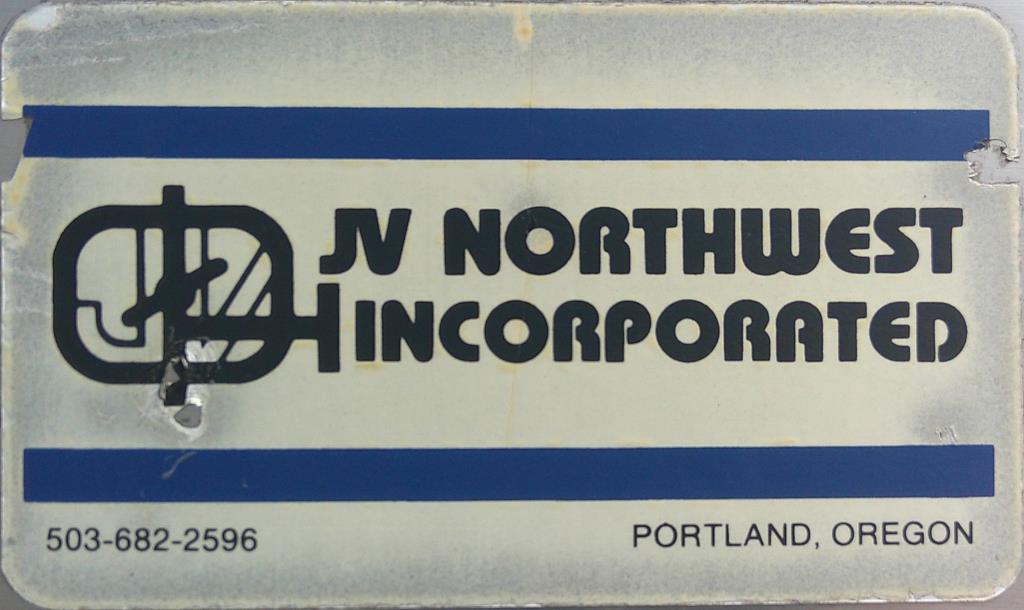 JV NORTHWEST
INCORPORATED
503-682-2596
PORTLAND, OREGON